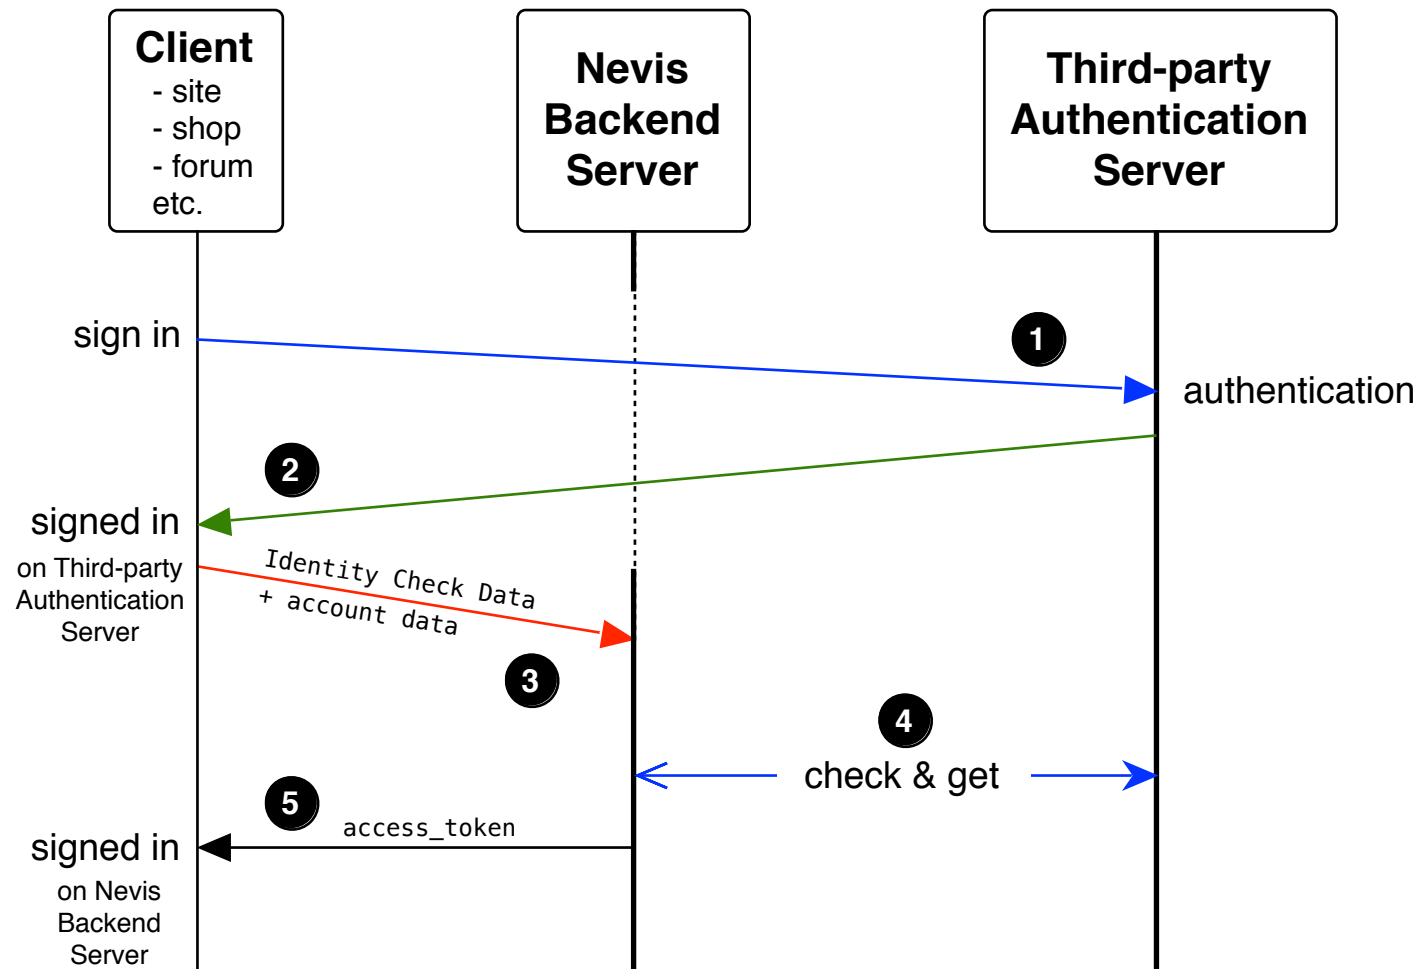 Client
- site
- shop
- forum
etc.
Nevis
Backend
Server
Third-party
Authentication
Server
sign in
1
authentication
2
signed in
on Third-party
Authentication
Server
Identity Check Data
+ account data
3
4
check & get
5
access_token
signed in
on Nevis
Backend
Server